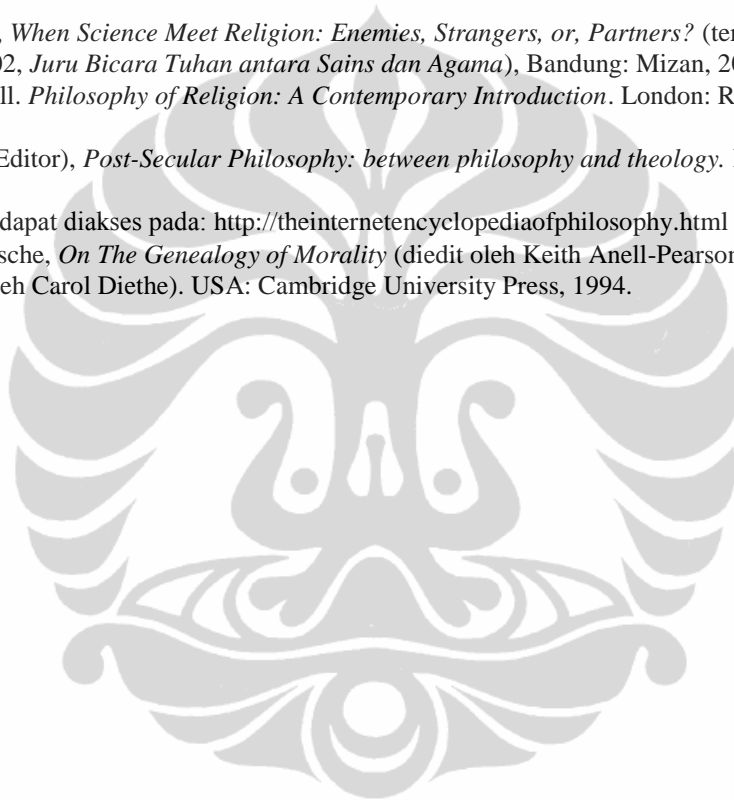 , When Science Meet Religion: Enemies, Strangers, or, Partners? (ter
02, Juru Bicara Tuhan antara Sains dan Agama), Bandung: Mizan, 20
ll. Philosophy of Religion: A Contemporary Introduction. London: R
Editor), Post-Secular Philosophy: between philosophy and theology.
dapat diakses pada: http://theinternetencyclopediaofphilosophy.html
sche, On The Genealogy of Morality (diedit oleh Keith Anell-Pearson
eh Carol Diethe). USA: Cambridge University Press, 1994.